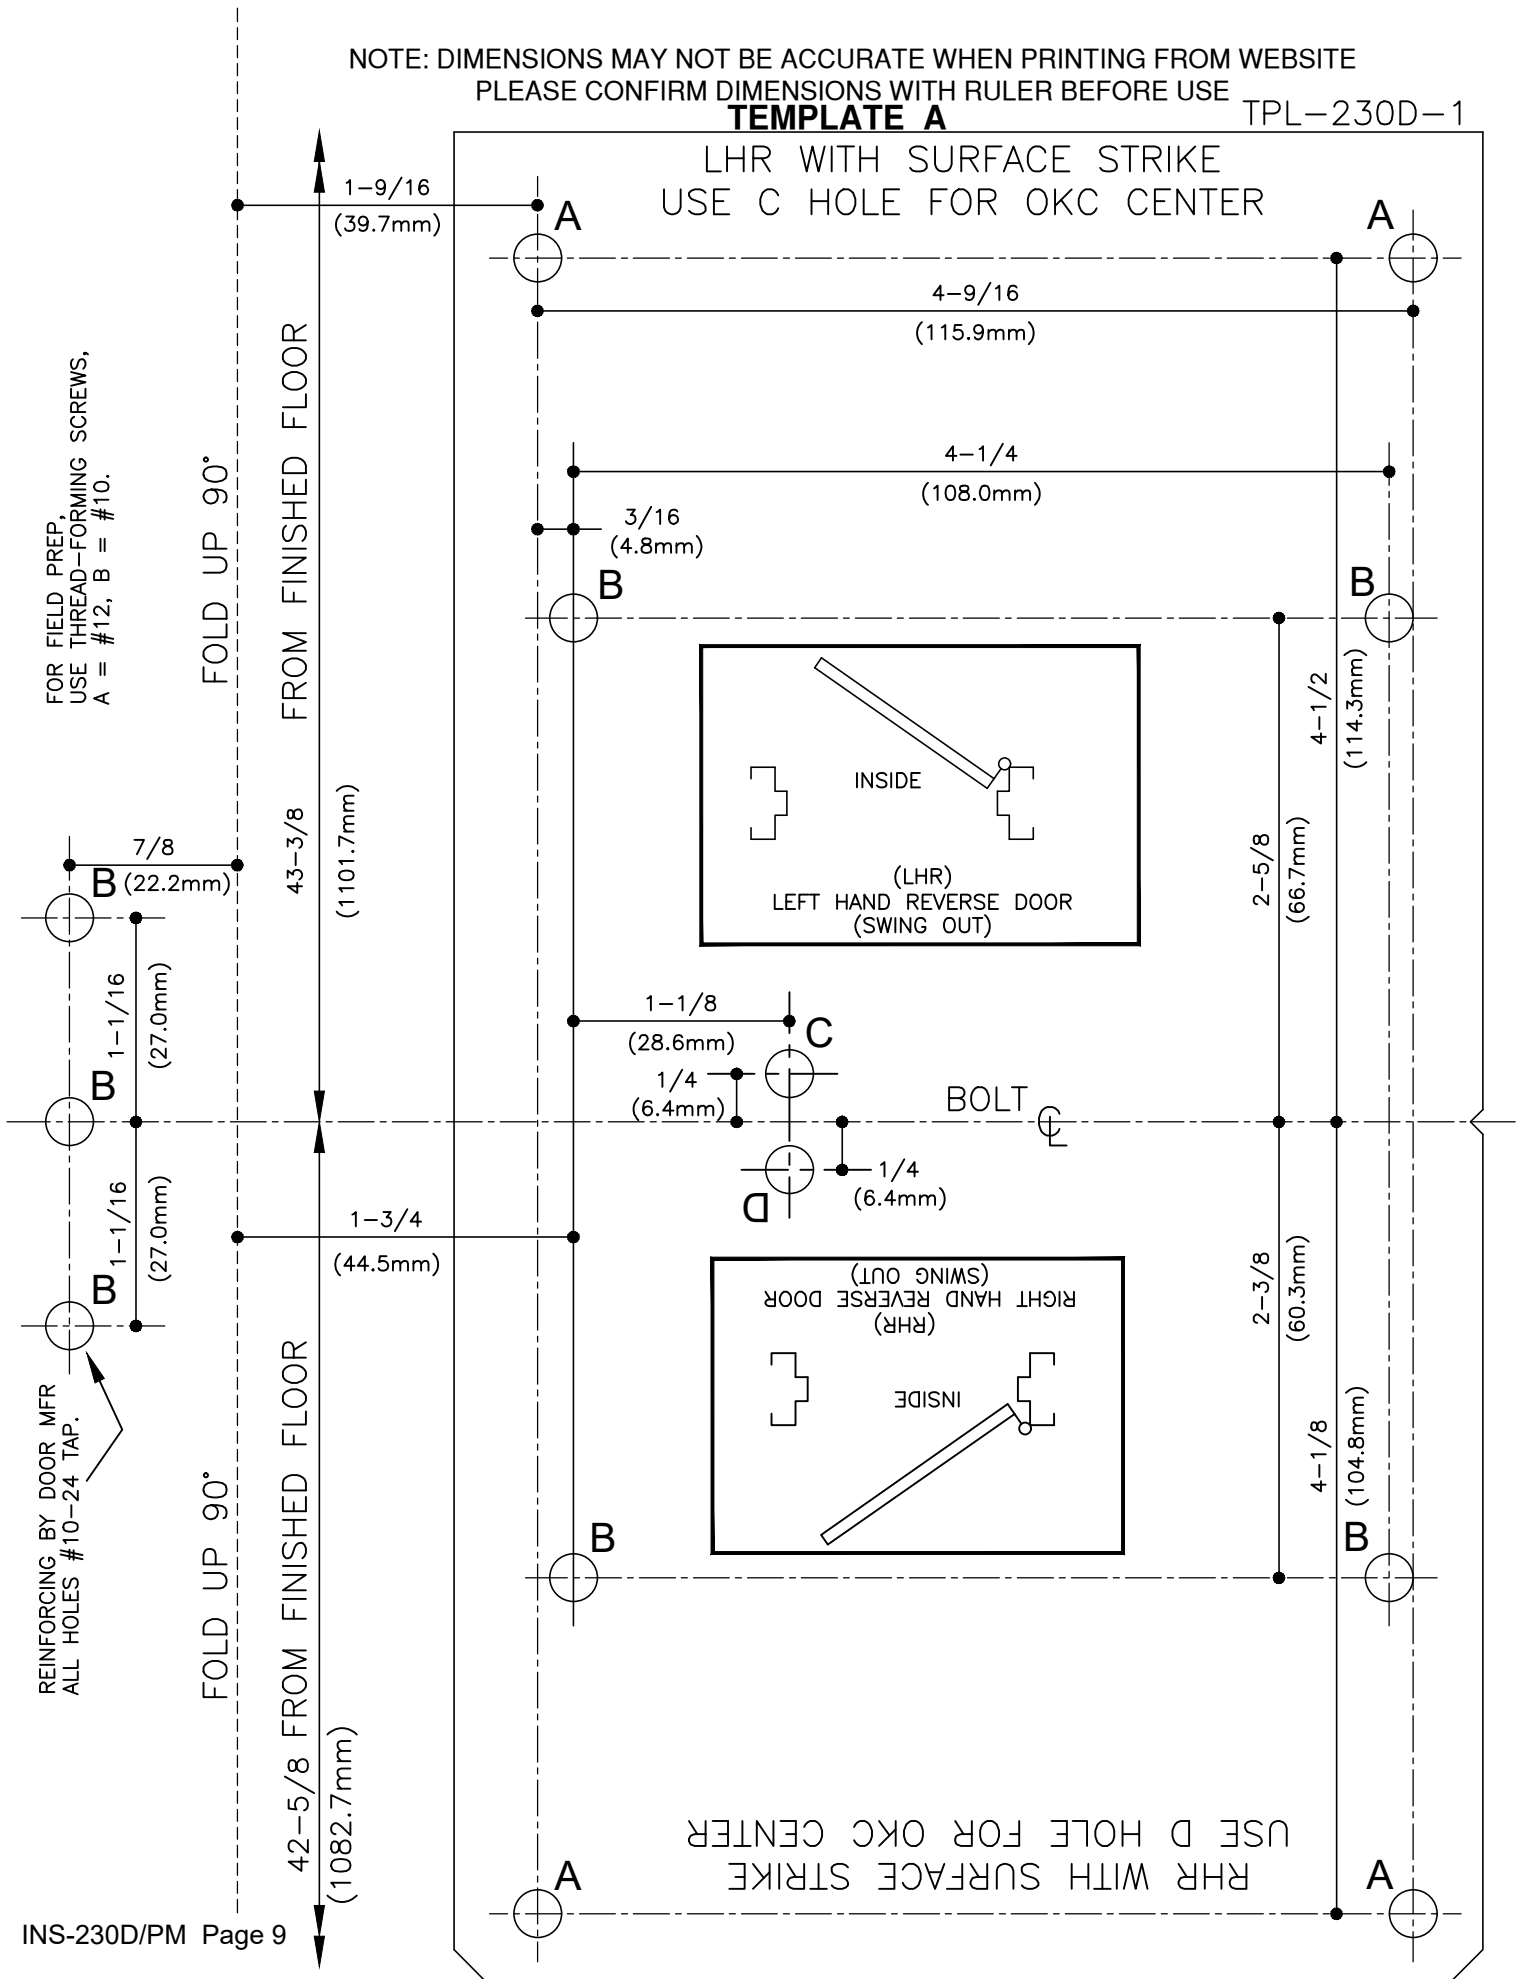 NOTE: DIMENSIONS MAY NOT BE ACCURATE WHEN PRINTING FROM WEBSITE
PLEASE CONFIRM DIMENSIONS WITH RULER BEFORE USE
TEMPLATE A
TPL-230D-1
LHR WITH SURFACE STRIKE
USE C HOLE FOR OKC CENTER
1-9/16
(39.7mm)
A
A
4-9/16
(115.9mm)
4-1/4
(108.0mm)
3/16
(4.8mm)
B
B
FOR FIELD PREP,
USE THREAD-FORMING SCREWS,
A = #12, B = #10.
FOLD UP 90°
FROM FINISHED FLOOR
43-3/8
(1101.7mm)
4-1/2
(114.3mm)
2-5/8
(66.7mm)
INSIDE
(LHR)
LEFT HAND REVERSE DOOR
(SWING OUT)
7/8
(22.2mm)
B
1-1/16
(27.0mm)
B
1-1/16
(27.0mm)
B
1-1/8
(28.6mm)
C
1/4
(6.4mm)
BOLT ℄
1/4
(6.4mm)
D
1-3/4
(44.5mm)
2-3/8
(60.3mm)
4-1/8
(104.8mm)
(SWING OUT)
RIGHT HAND REVERSE DOOR
(RHR)
INSIDE
REINFORCING BY DOOR MFR
ALL HOLES #10-24 TAP.
FOLD UP 90°
42-5/8 FROM FINISHED FLOOR
(1082.7mm)
B
B
RHR WITH SURFACE STRIKE
USE D HOLE FOR OKC CENTER
A
A
INS-230D/PM Page 9